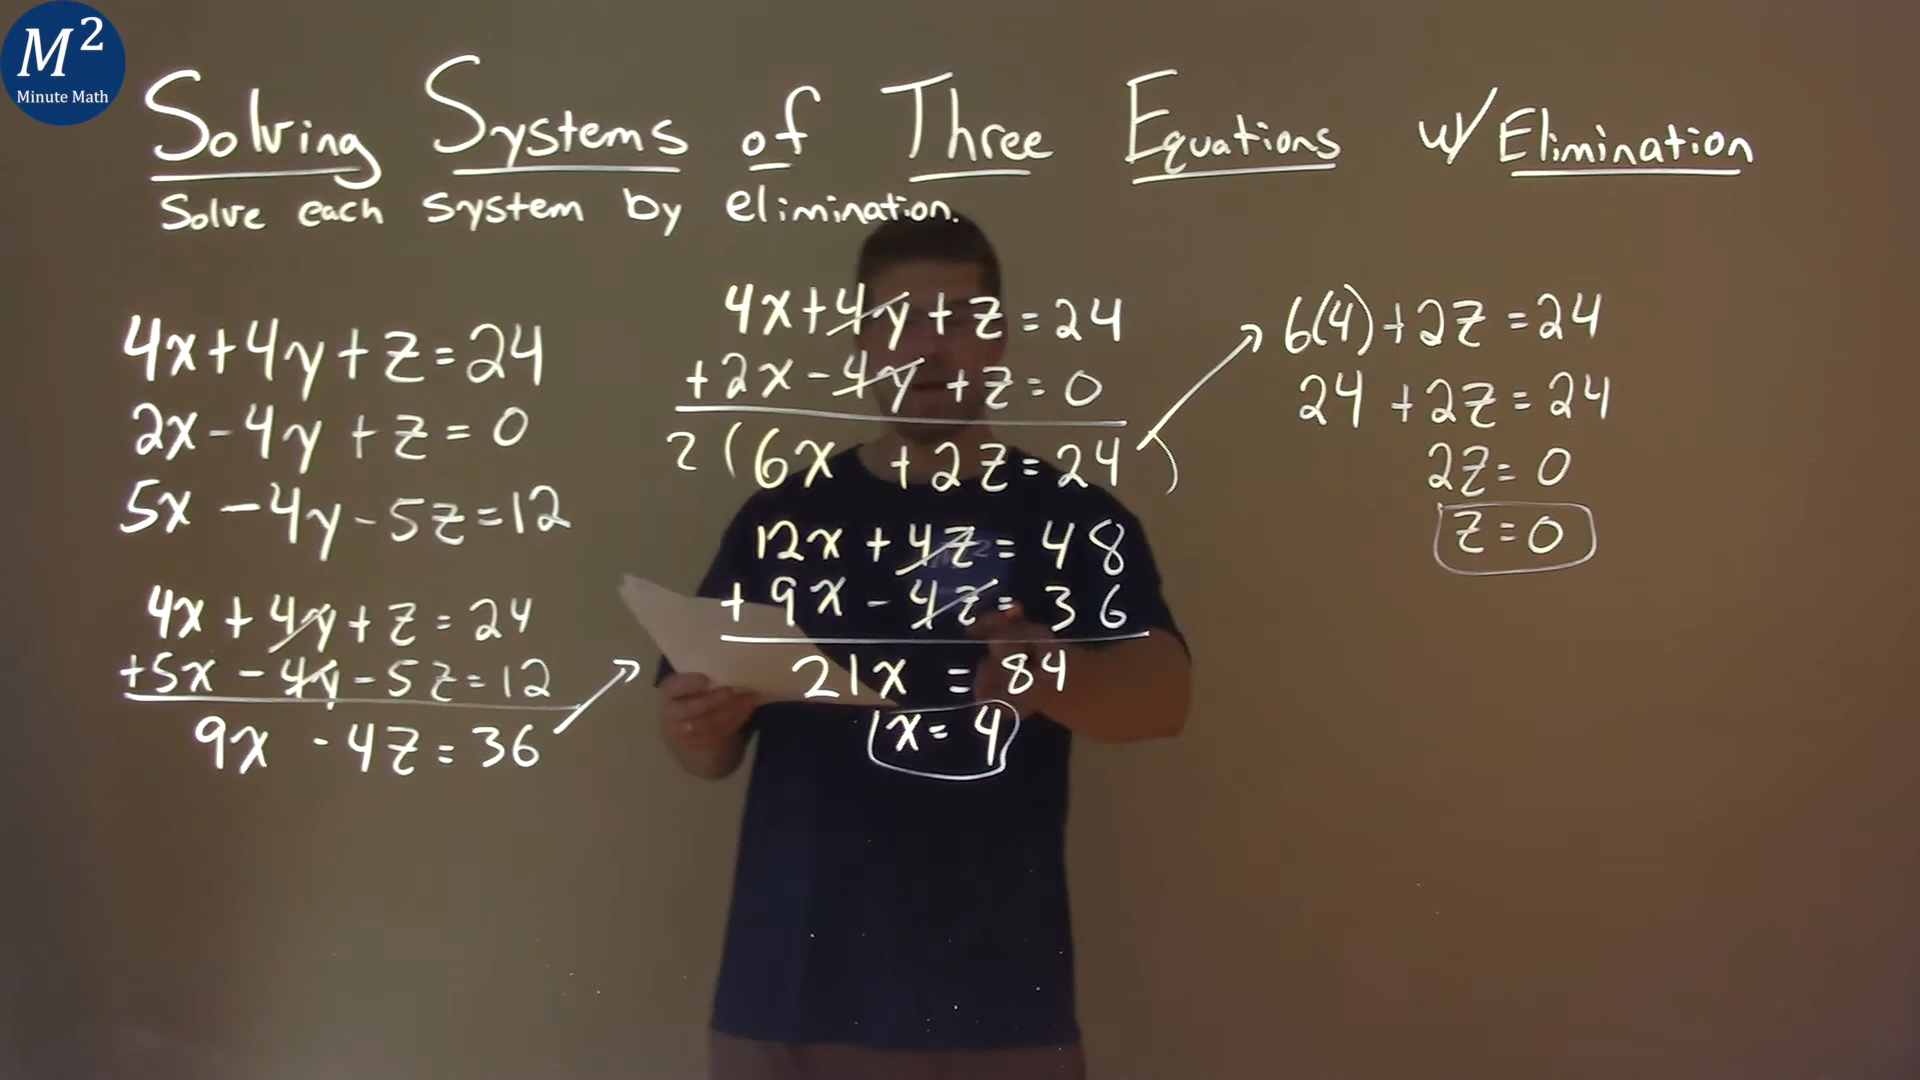 M²
Minute Math
Solving Systems of Three Equations w/ Elimination
Solve each system by elimination.
4x+4y+z=24
2x-4y+z=0
5x-4y-5z=12
4x+4y+z=24
+5x-4y-5z=12
9x-4z=36
4x+4y+z=24
+2x-4y+z=0
2(6x+2z=24)
12x+4z=48
+9x-4z=36
21x=84
x=4
6(4)+2z=24
24+2z=24
2z=0
z=0